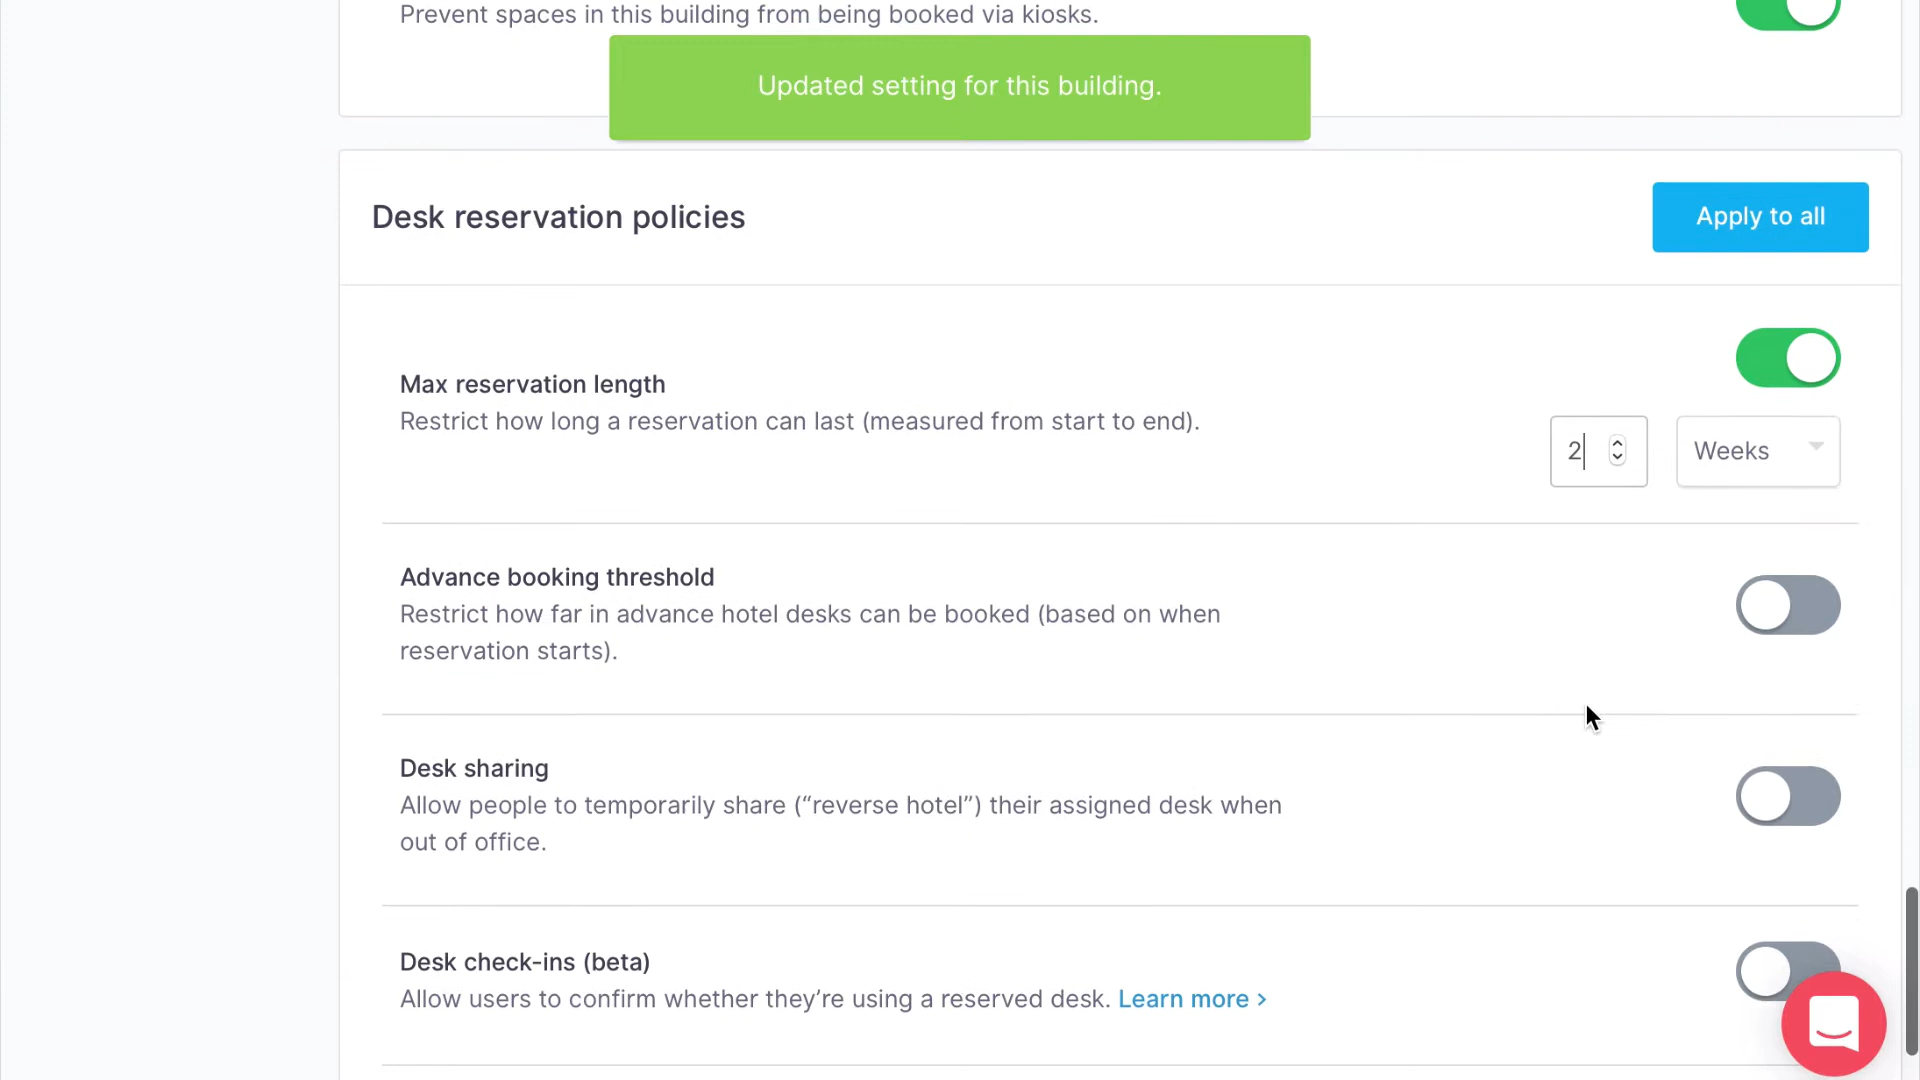 Prevent spaces in this building from being booked via kiosks.
Updated setting for this building.
Desk reservation policies
Apply to all
Max reservation length
Restrict how long a reservation can last (measured from start to end).
2
Weeks
Advance booking threshold
Restrict how far in advance hotel desks can be booked (based on when
reservation starts).
Desk sharing
Allow people to temporarily share (“reverse hotel”) their assigned desk when
out of office.
Desk check-ins (beta)
Allow users to confirm whether they’re using a reserved desk. Learn more ›